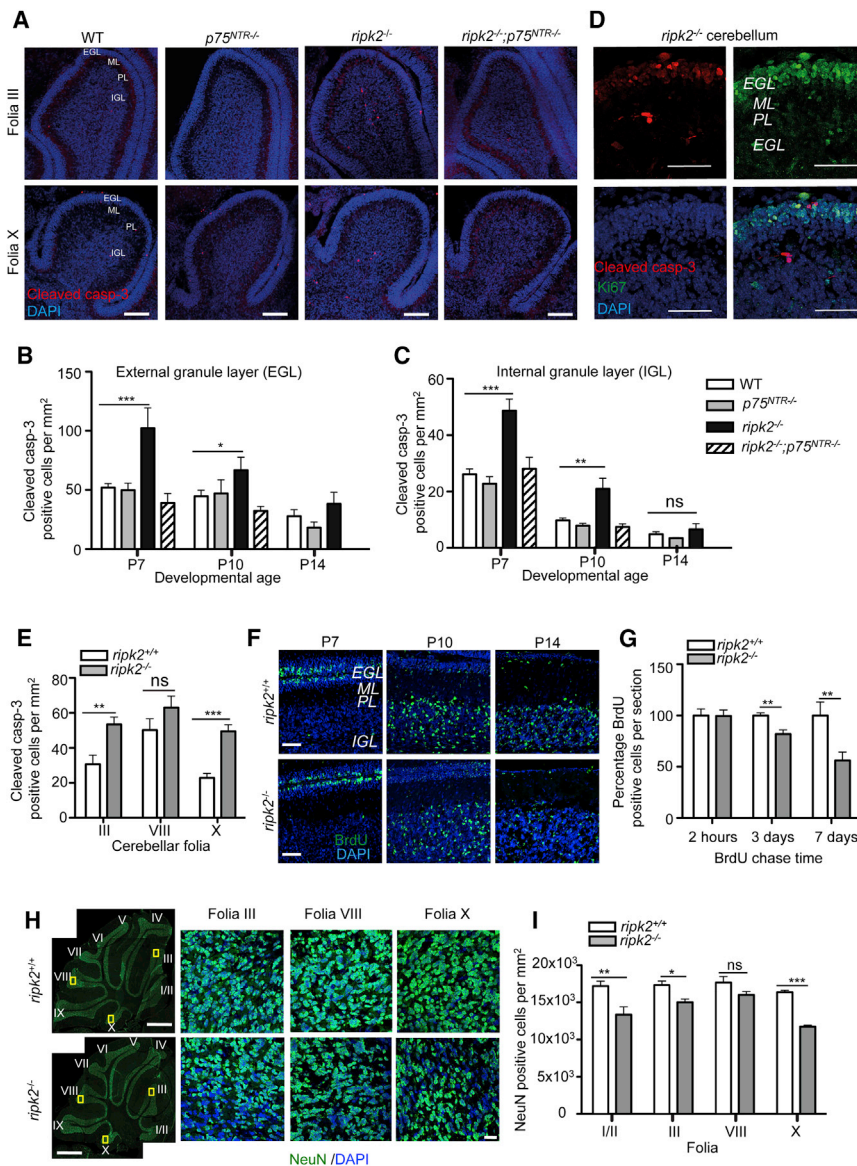 A
WT
p75NTR-/-
ripk2-/-
ripk2-/-;p75NTR-/-
Folia III
EGL
ML
PL
IGL
Folia X
EGL
ML
PL
IGL
Cleaved casp-3
DAPI
D
ripk2-/- cerebellum
EGL
ML
PL
EGL
Cleaved casp-3
Ki67
DAPI
B
External granule layer (EGL)
Cleaved casp-3
positive cells per mm2
150
100
50
0
***
*
P7
P10
P14
Developmental age
C
Internal granule layer (IGL)
Cleaved casp-3
positive cells per mm2
60
40
20
0
***
**
ns
P7
P10
P14
Developmental age
WT
p75NTR-/-
ripk2-/-
ripk2-/-;p75NTR-/-
E
ripk2+/+
ripk2-/-
Cleaved casp-3
positive cells per mm2
80
60
40
20
0
**
ns
***
III
VIII
X
Cerebellar folia
F
P7
P10
P14
ripk2+/+
EGL
ML
PL
IGL
ripk2-/-
BrdU
DAPI
G
ripk2+/+
ripk2-/-
Percentage BrdU
positive cells per section
150
100
50
0
**
**
2 hours
3 days
7 days
BrdU chase time
H
Folia III
Folia VIII
Folia X
ripk2+/+
IV
V
VI
VII
VIII
III
I/II
IX
X
ripk2-/-
IV
V
VI
VII
VIII
III
I/II
IX
X
NeuN /DAPI
I
ripk2+/+
ripk2-/-
NeuN positive cells per mm2
20×103
15×103
10×103
5×103
0
**
*
ns
***
I/II
III
VIII
X
Folia